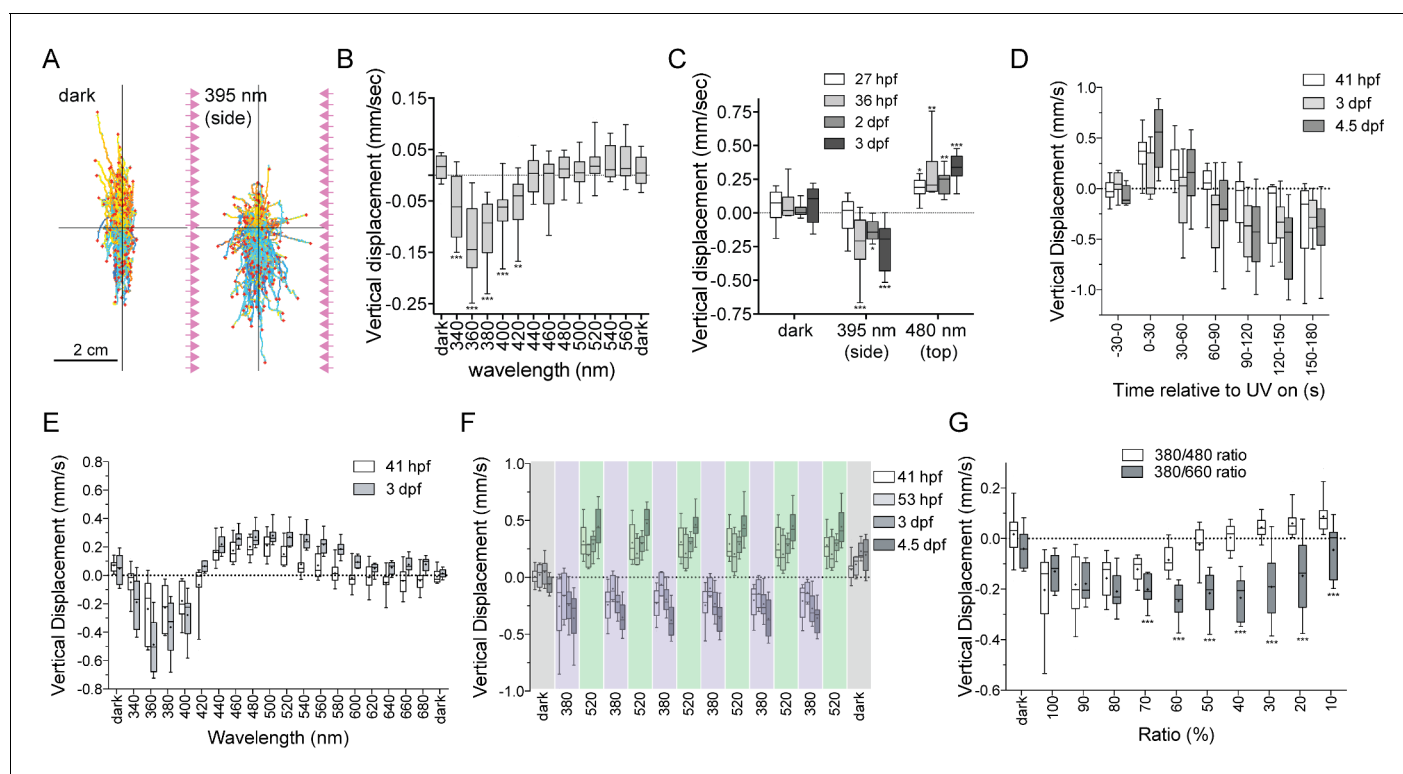 A
dark
395 nm
(side)
2 cm
B
Vertical displacement (mm/sec)
0.15
0.05
-0.05
-0.15
-0.25
***
***
***
***
**
dark
340
360
380
400
420
440
460
480
500
520
540
560
dark
wavelength (nm)
C
27 hpf
36 hpf
2 dpf
3 dpf
Vertical displacement (mm/sec)
0.75
0.50
0.25
0.00
-0.25
-0.50
-0.75
***
*
***
*
**
**
***
dark
395 nm
(side)
480 nm
(top)
D
41 hpf
3 dpf
4.5 dpf
Vertical Displacement (mm/s)
1.0
0.5
0.0
-0.5
-1.0
-30-0
0-30
30-60
60-90
90-120
120-150
150-180
Time relative to UV on (s)
E
41 hpf
3 dpf
Vertical Displacement (mm/s)
0.8
0.6
0.4
0.2
0.0
-0.2
-0.4
-0.6
-0.8
dark
340
360
380
400
420
440
460
480
500
520
540
560
580
600
620
640
660
680
dark
Wavelength (nm)
F
41 hpf
53 hpf
3 dpf
4.5 dpf
Vertical Displacement (mm/s)
1.0
0.5
0.0
-0.5
-1.0
dark
380
520
380
520
380
520
380
520
380
520
380
520
dark
G
380/480 ratio
380/660 ratio
Vertical Displacement (mm/s)
0.2
0.0
-0.2
-0.4
-0.6
***
***
***
***
***
***
***
dark
100
90
80
70
60
50
40
30
20
10
Ratio (%)